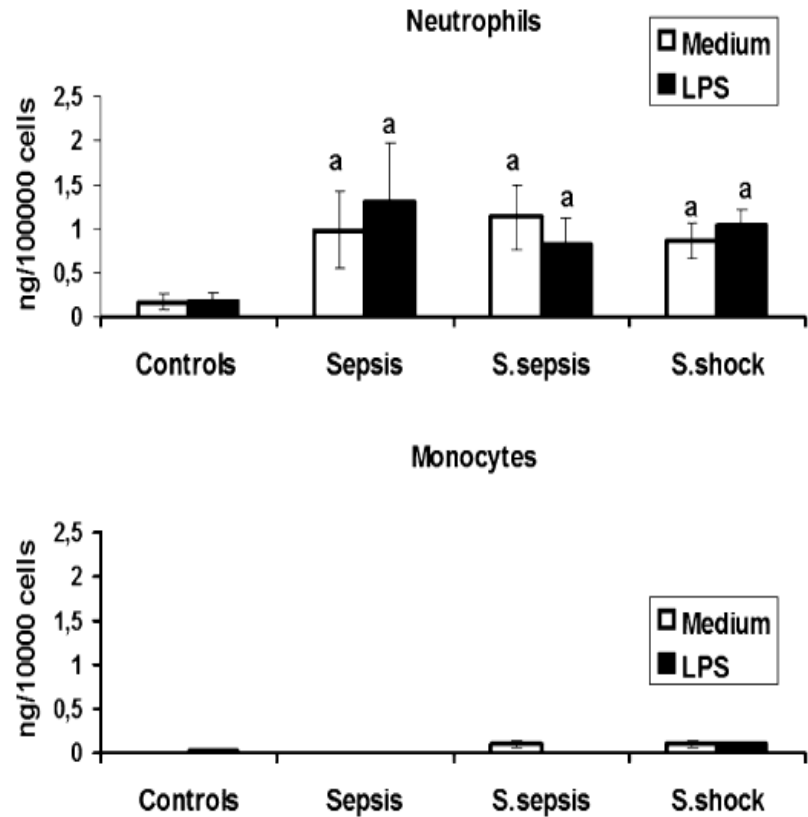 Neutrophils
Medium
LPS
ng/100000 cells
2,5
2
1,5
1
0,5
0
a
a
a
a
a
a
Controls
Sepsis
S.sepsis
S.shock
Monocytes
ng/10000 cells
2,5
2
1,5
1
0,5
0
Medium
LPS
Controls
Sepsis
S.sepsis
S.shock